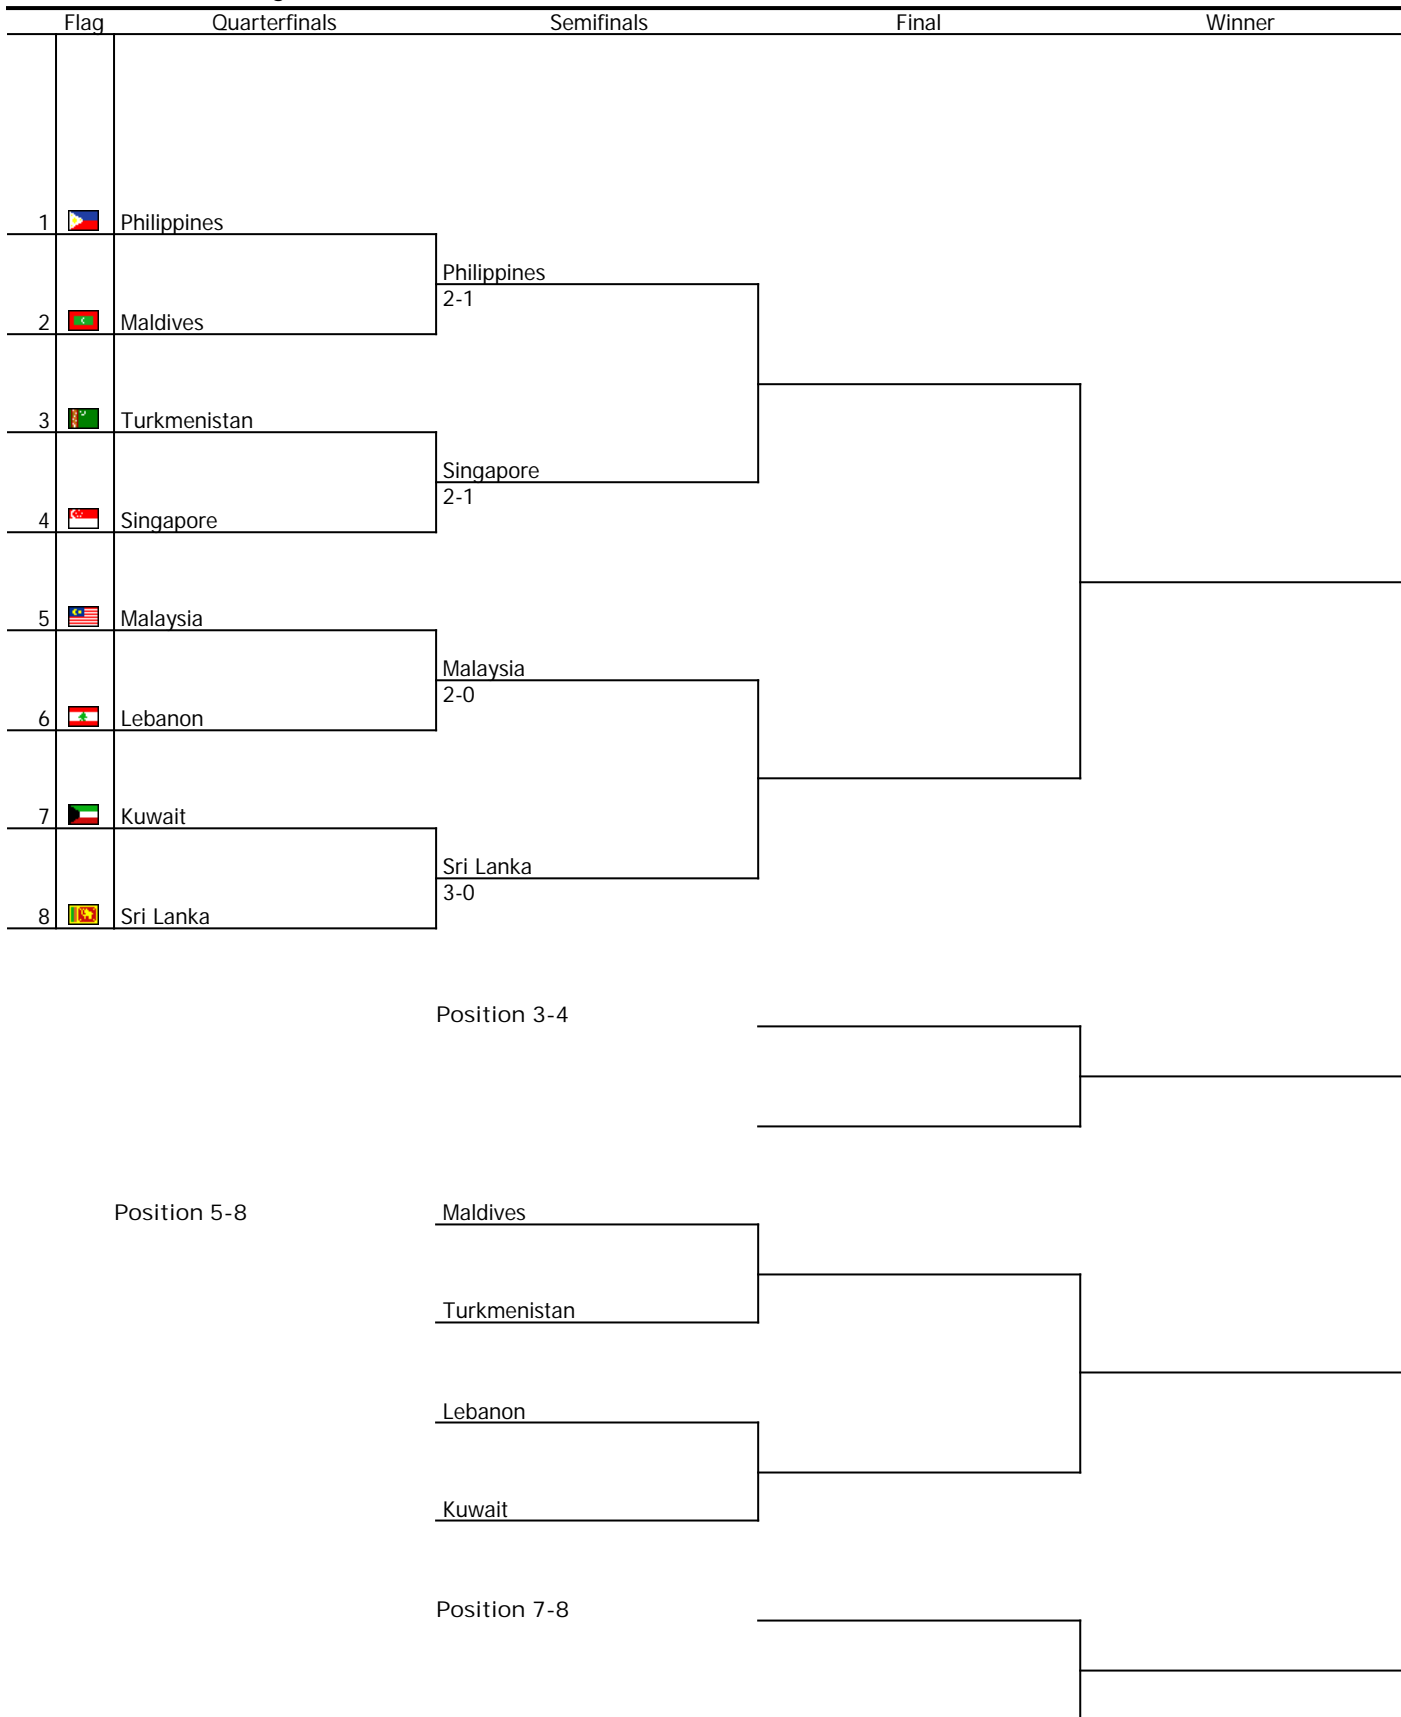 Flag Quarterfinals Semifinals Final Winner
1 Philippines
Philippines
2-1
2 Maldives
3 Turkmenistan
Singapore
2-1
4 Singapore
5 Malaysia
Malaysia
2-0
6 Lebanon
7 Kuwait
Sri Lanka
3-0
8 Sri Lanka
Position 3-4
Position 5-8 Maldives
Turkmenistan
Lebanon
Kuwait
Position 7-8